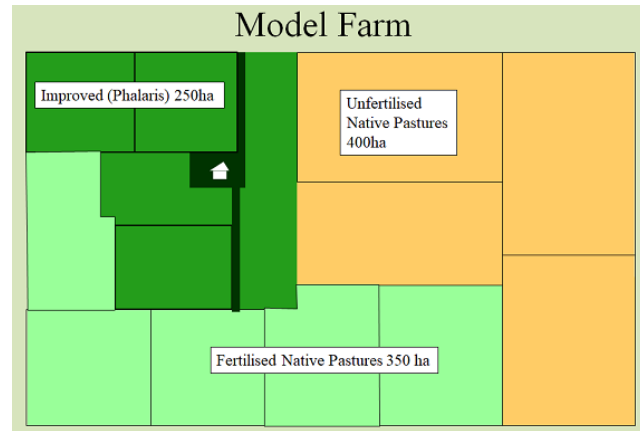 Model Farm
Improved (Phalaris) 250ha
Unfertilised
Native Pastures
400ha
Fertilised Native Pastures 350 ha